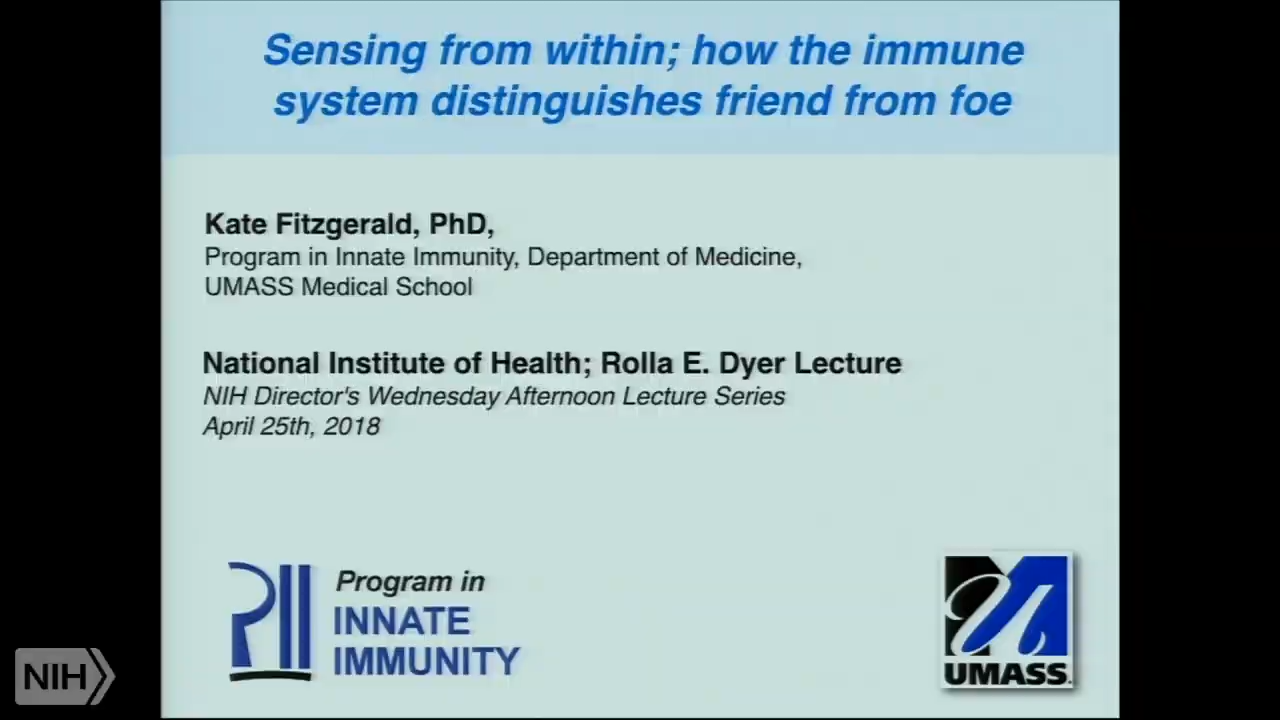 Sensing from within; how the immune
system distinguishes friend from foe
Kate Fitzgerald, PhD,
Program in Innate Immunity, Department of Medicine,
UMASS Medical School
National Institute of Health; Rolla E. Dyer Lecture
NIH Director's Wednesday Afternoon Lecture Series
April 25th, 2018
PII
Program in
INNATE
IMMUNITY
UMASS
NIH